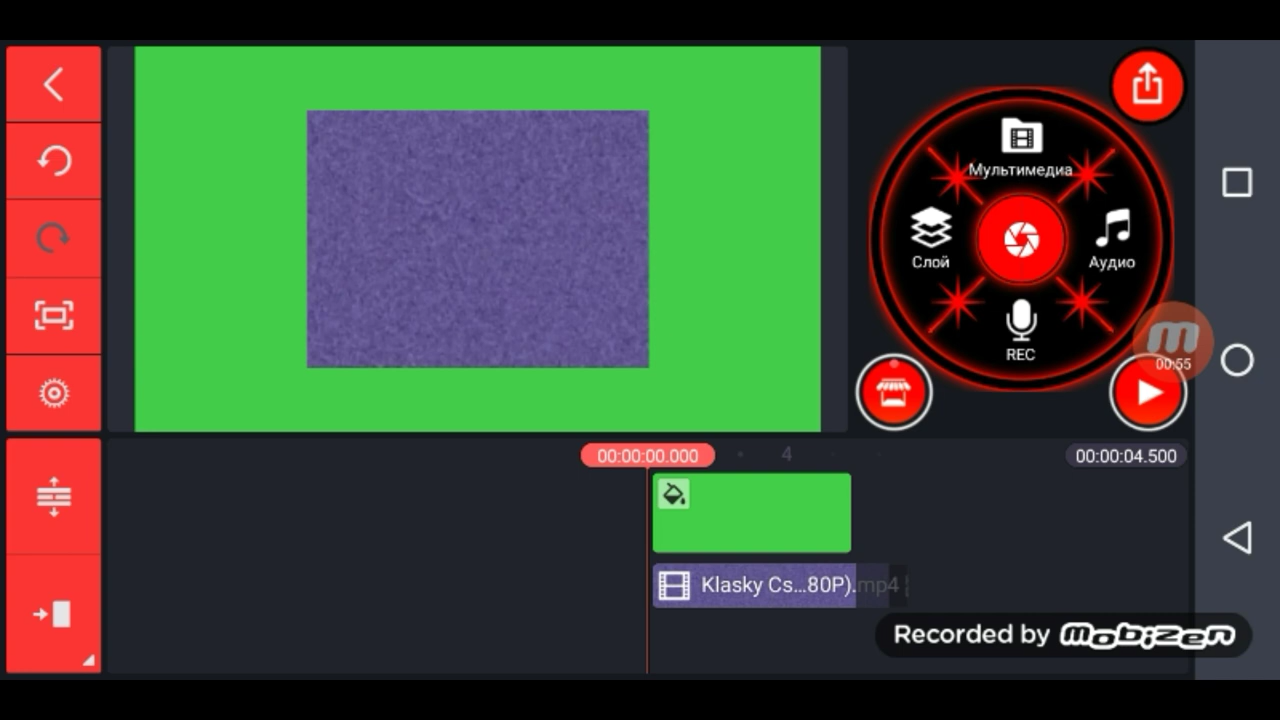 Мультимедиа
Слой
Аудио
REC
00:55
00:00:00.000
4
00:00:04.500
Klasky Cs...80P).mp4
Recorded by mobizen